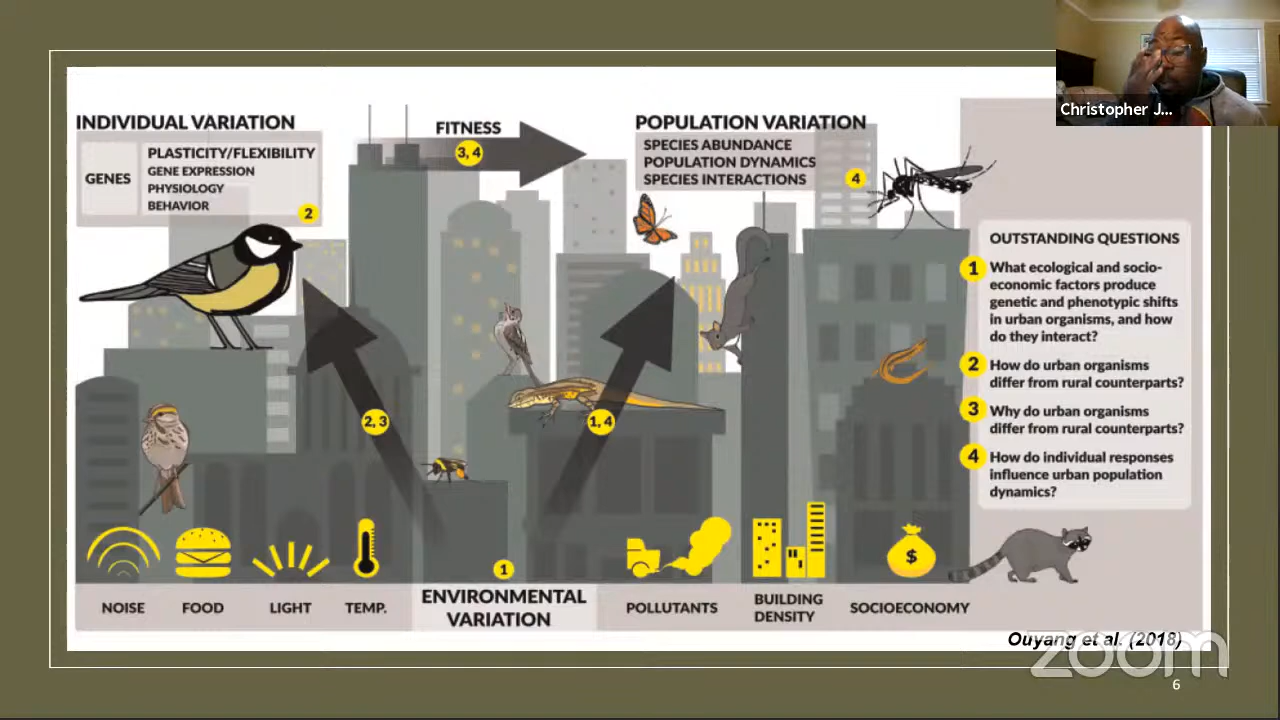 Christopher J...
INDIVIDUAL VARIATION
GENES
PLASTICITY/FLEXIBILITY
GENE EXPRESSION
PHYSIOLOGY
BEHAVIOR
2
FITNESS
3, 4
POPULATION VARIATION
SPECIES ABUNDANCE
POPULATION DYNAMICS
SPECIES INTERACTIONS
4
2, 3
1, 4
OUTSTANDING QUESTIONS
1 What ecological and socio-
economic factors produce
genetic and phenotypic shifts
in urban organisms, and how
do they interact?
2 How do urban organisms
differ from rural counterparts?
3 Why do urban organisms
differ from rural counterparts?
4 How do individual responses
influence urban population
dynamics?
$
NOISE
FOOD
LIGHT
TEMP.
1
ENVIRONMENTAL
VARIATION
POLLUTANTS
BUILDING
DENSITY
SOCIOECONOMY
Ouyang et al. (2018)
zoom
6